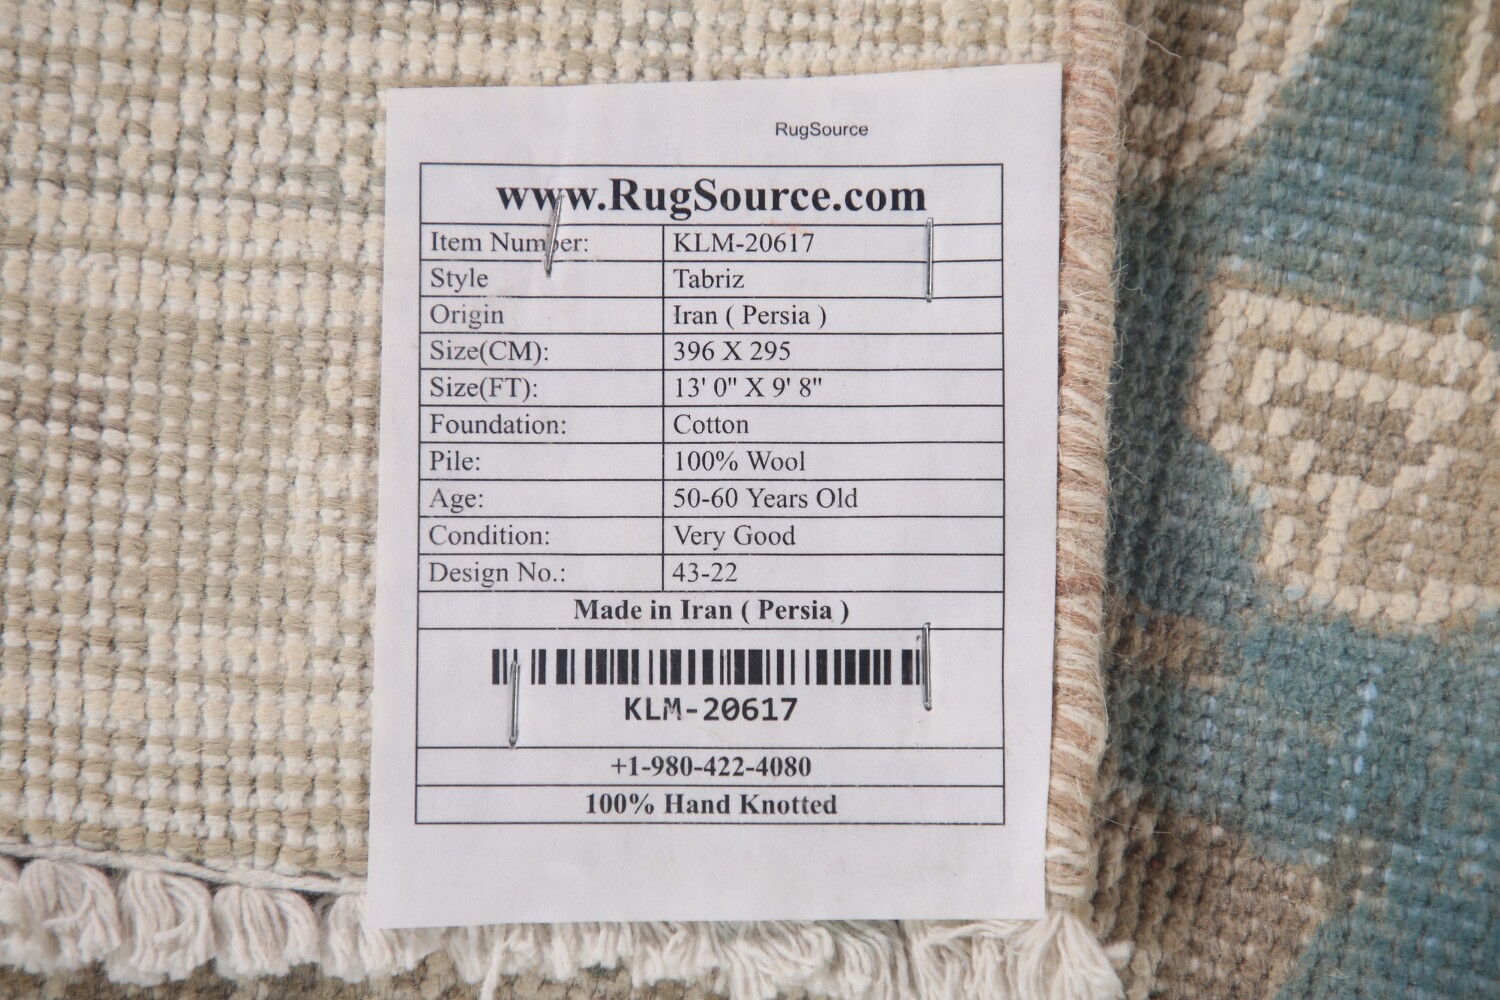 RugSource
www.RugSource.com
Item Number: KLM-20617
Style Tabriz
Origin Iran ( Persia )
Size(CM): 396 X 295
Size(FT): 13' 0" X 9' 8"
Foundation: Cotton
Pile: 100% Wool
Age: 50-60 Years Old
Condition: Very Good
Design No.: 43-22
Made in Iran ( Persia )
KLM-20617
+1-980-422-4080
100% Hand Knotted